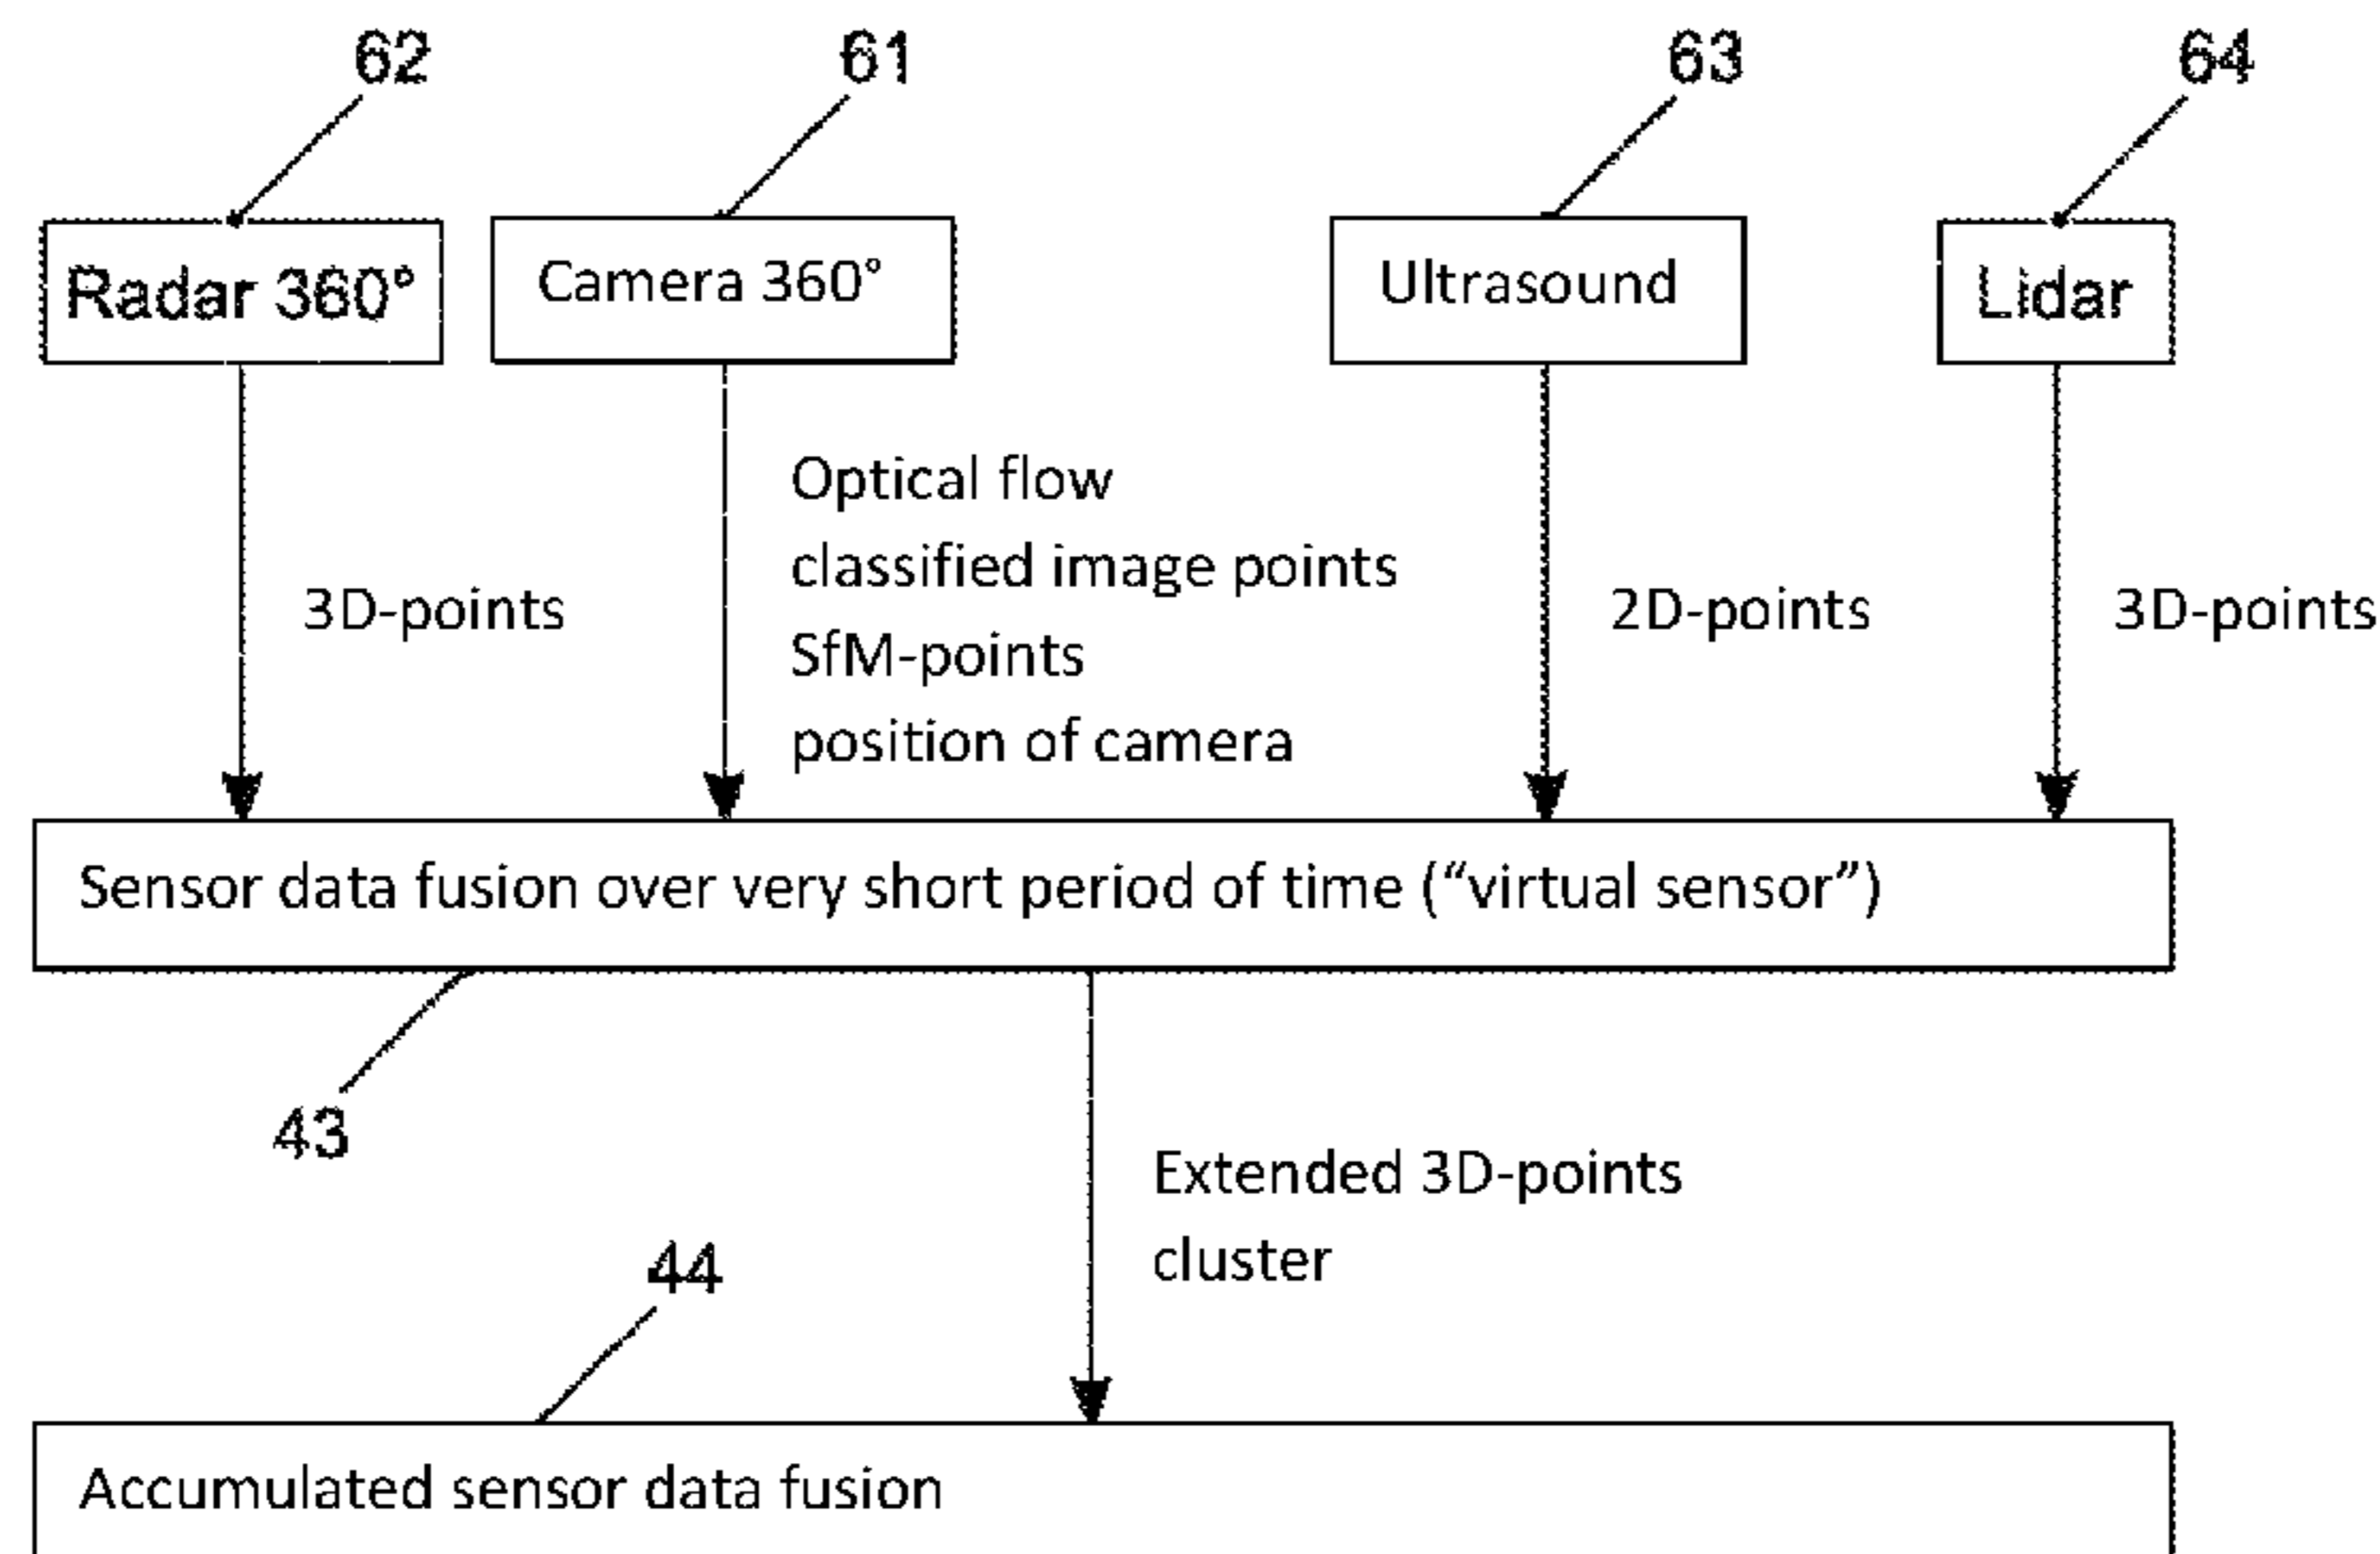 62
61
63
64
Radar 360°
Camera 360°
Ultrasound
Lidar
3D-points
Optical flow
classified image points
SfM-points
position of camera
2D-points
3D-points
Sensor data fusion over very short period of time (“virtual sensor”)
43
Extended 3D-points
cluster
44
Accumulated sensor data fusion